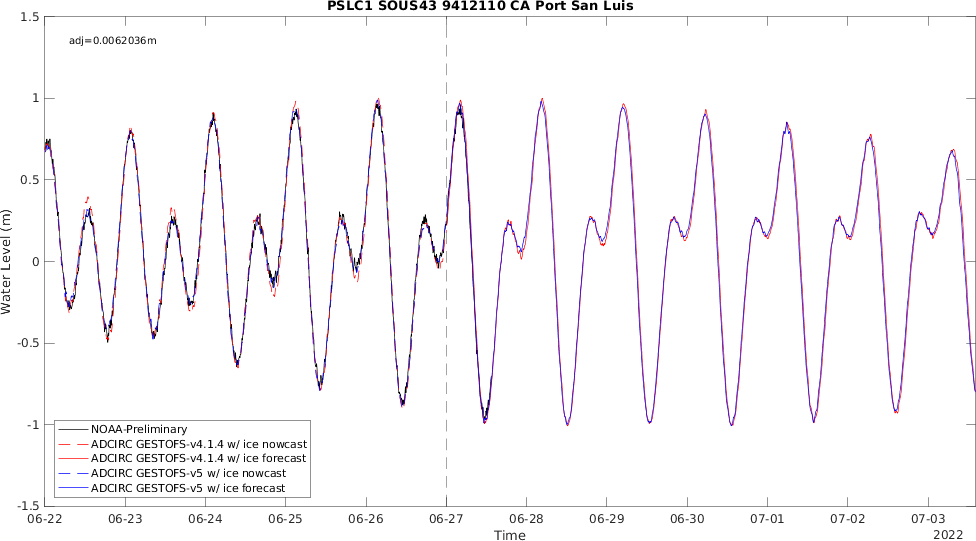 PSLC1 SOUS43 9412110 CA Port San Luis
adj=0.0062036m
1.5
1
0.5
0
-0.5
-1
-1.5
Water Level (m)
NOAA-Preliminary
ADCIRC GESTOFS-v4.1.4 w/ ice nowcast
ADCIRC GESTOFS-v4.1.4 w/ ice forecast
ADCIRC GESTOFS-v5 w/ ice nowcast
ADCIRC GESTOFS-v5 w/ ice forecast
06-22 06-23 06-24 06-25 06-26 06-27 06-28 06-29 06-30 07-01 07-02 07-03
Time
2022